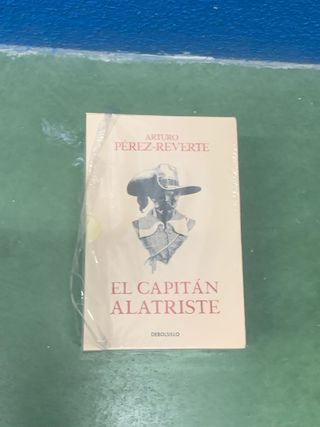 ARTURO
PÉREZ-REVERTE
EL CAPITÁN
ALATRISTE
DEBOLSILLO